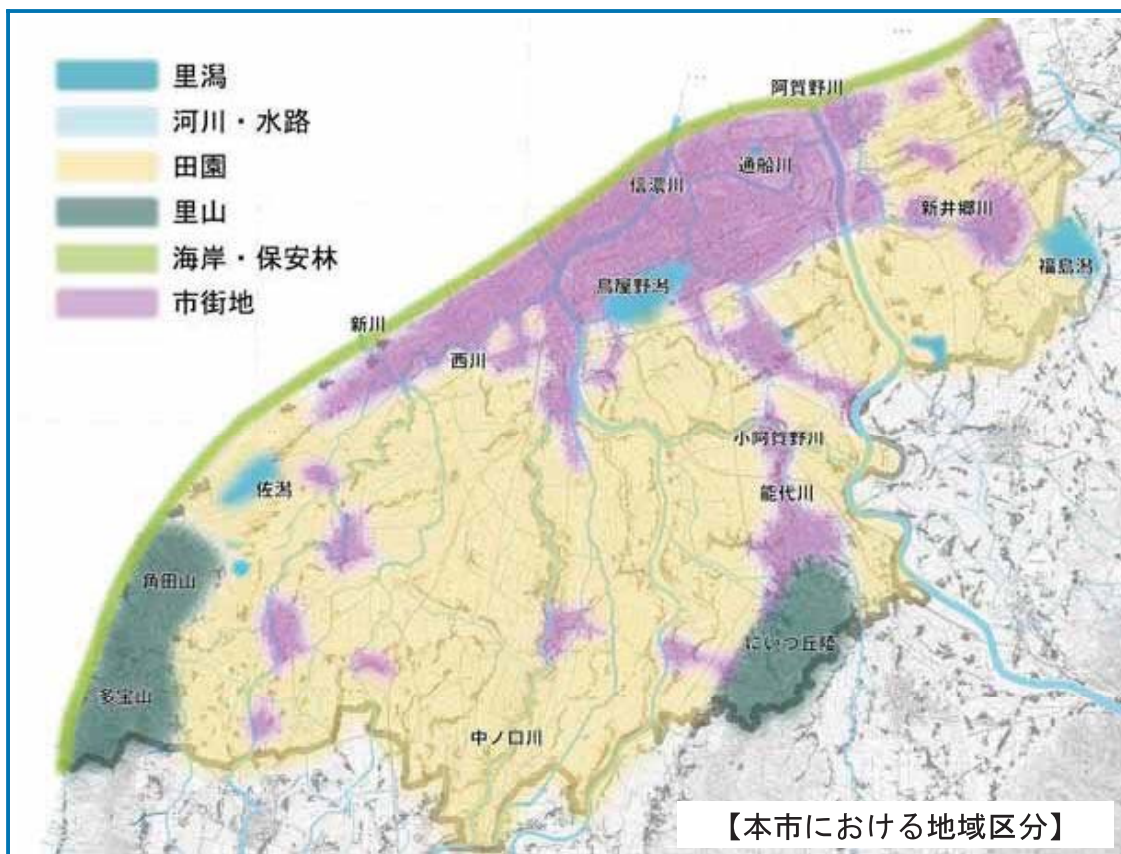 里潟
河川・水路
田園
里山
海岸・保安林
市街地
阿賀野川
通船川
信濃川
新井郷川
福島潟
鳥屋野潟
新川
西川
小阿賀野川
能代川
佐潟
角田山
にいつ丘陵
多宝山
中ノ口川
【本市における地域区分】